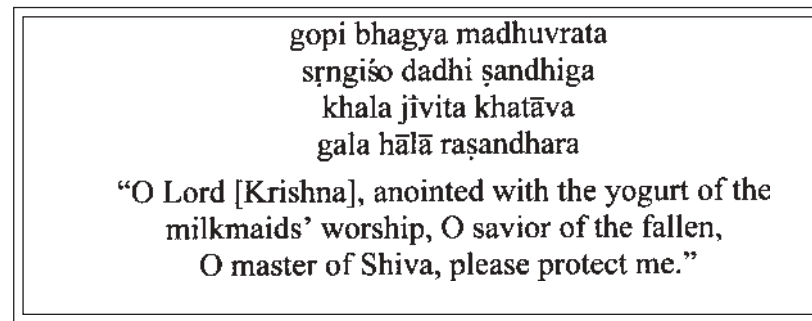 gopi bhagya madhuvrata
sṛngiśo dadhi ṣandhiga
khala jīvita khatāva
gala hālā raṣandhara
“O Lord [Krishna], anointed with the yogurt of the
milkmaids’ worship, O savior of the fallen,
O master of Shiva, please protect me.”